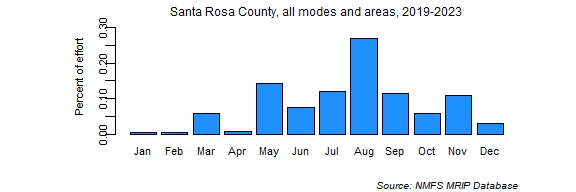 Santa Rosa County, all modes and areas, 2019-2023
Percent of effort
0.30
0.20
0.10
0.00
Jan Feb Mar Apr May Jun Jul Aug Sep Oct Nov Dec
Source: NMFS MRIP Database